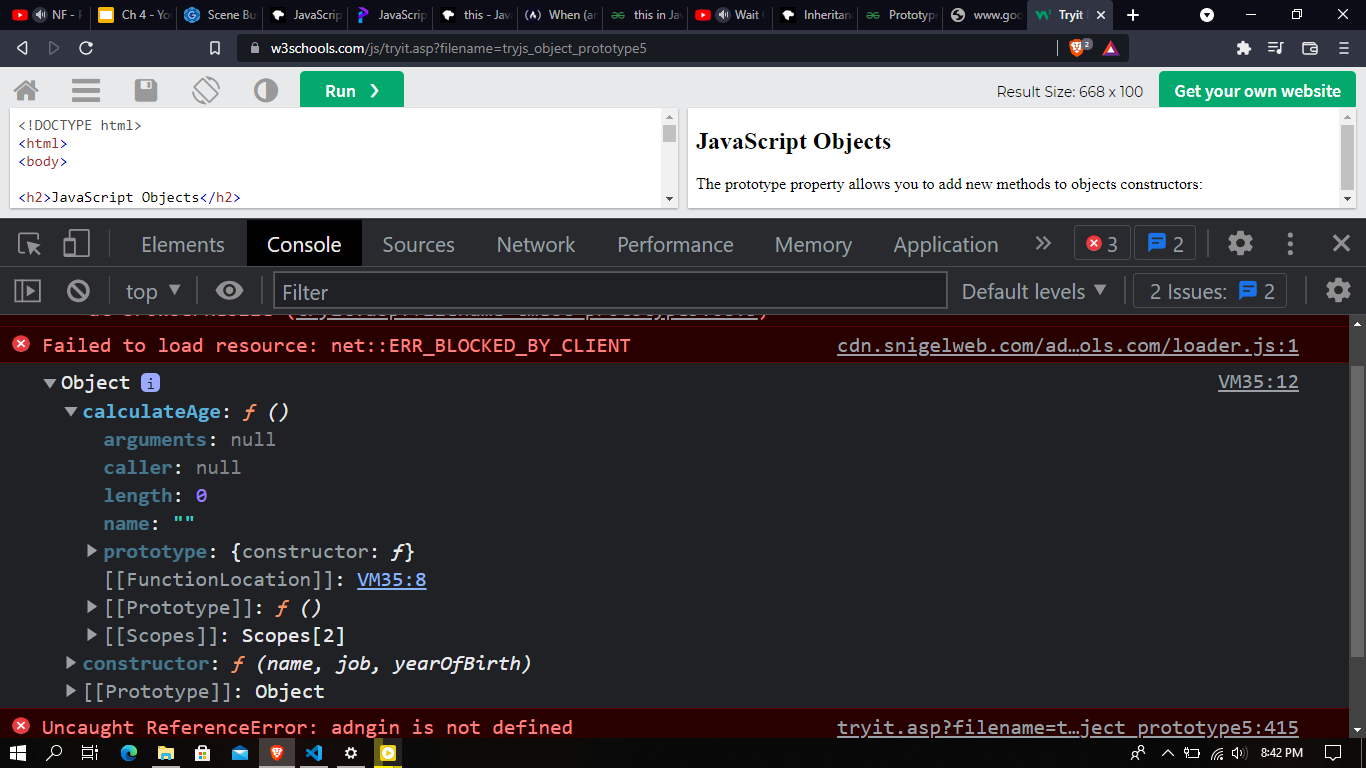 NF - F
Ch 4 - Yo
Scene Bu
JavaScrip
JavaScrip
this - Java
When (an
this in Jav
Wait (
Inheritan
Prototype
www.goo
Tryit
w3schools.com/js/tryit.asp?filename=tryjs_object_prototype5
2
Run ❯
Result Size: 668 x 100
Get your own website
<!DOCTYPE html>
<html>
<body>
<h2>JavaScript Objects</h2>
JavaScript Objects
The prototype property allows you to add new methods to objects constructors:
Elements Console Sources Network Performance Memory Application » 3 2
top Filter Default levels 2 Issues: 2
Failed to load resource: net::ERR_BLOCKED_BY_CLIENT cdn.snigelweb.com/ad…ols.com/loader.js:1
Object i VM35:12
calculateAge: ƒ ()
arguments: null
caller: null
length: 0
name: ""
prototype: {constructor: ƒ}
[[FunctionLocation]]: VM35:8
[[Prototype]]: ƒ ()
[[Scopes]]: Scopes[2]
constructor: ƒ (name, job, yearOfBirth)
[[Prototype]]: Object
Uncaught ReferenceError: adngin is not defined tryit.asp?filename=t…ject_prototype5:415
8:42 PM